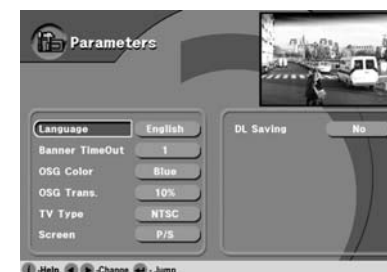 Parameters
Language English
Banner TimeOut 1
OSG Color Blue
OSG Trans. 10%
TV Type NTSC
Screen P/S
DL Saving No
i -Help -Change - Jump